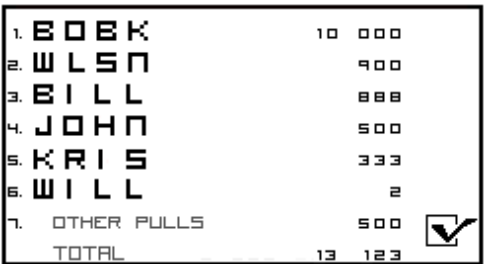 1. BOBK 10 000
2. WLSN 900
3. BILL 888
4. JOHN 500
5. KRIS 333
6. WILL 2
7. OTHER PULLS 500
TOTAL 13 123